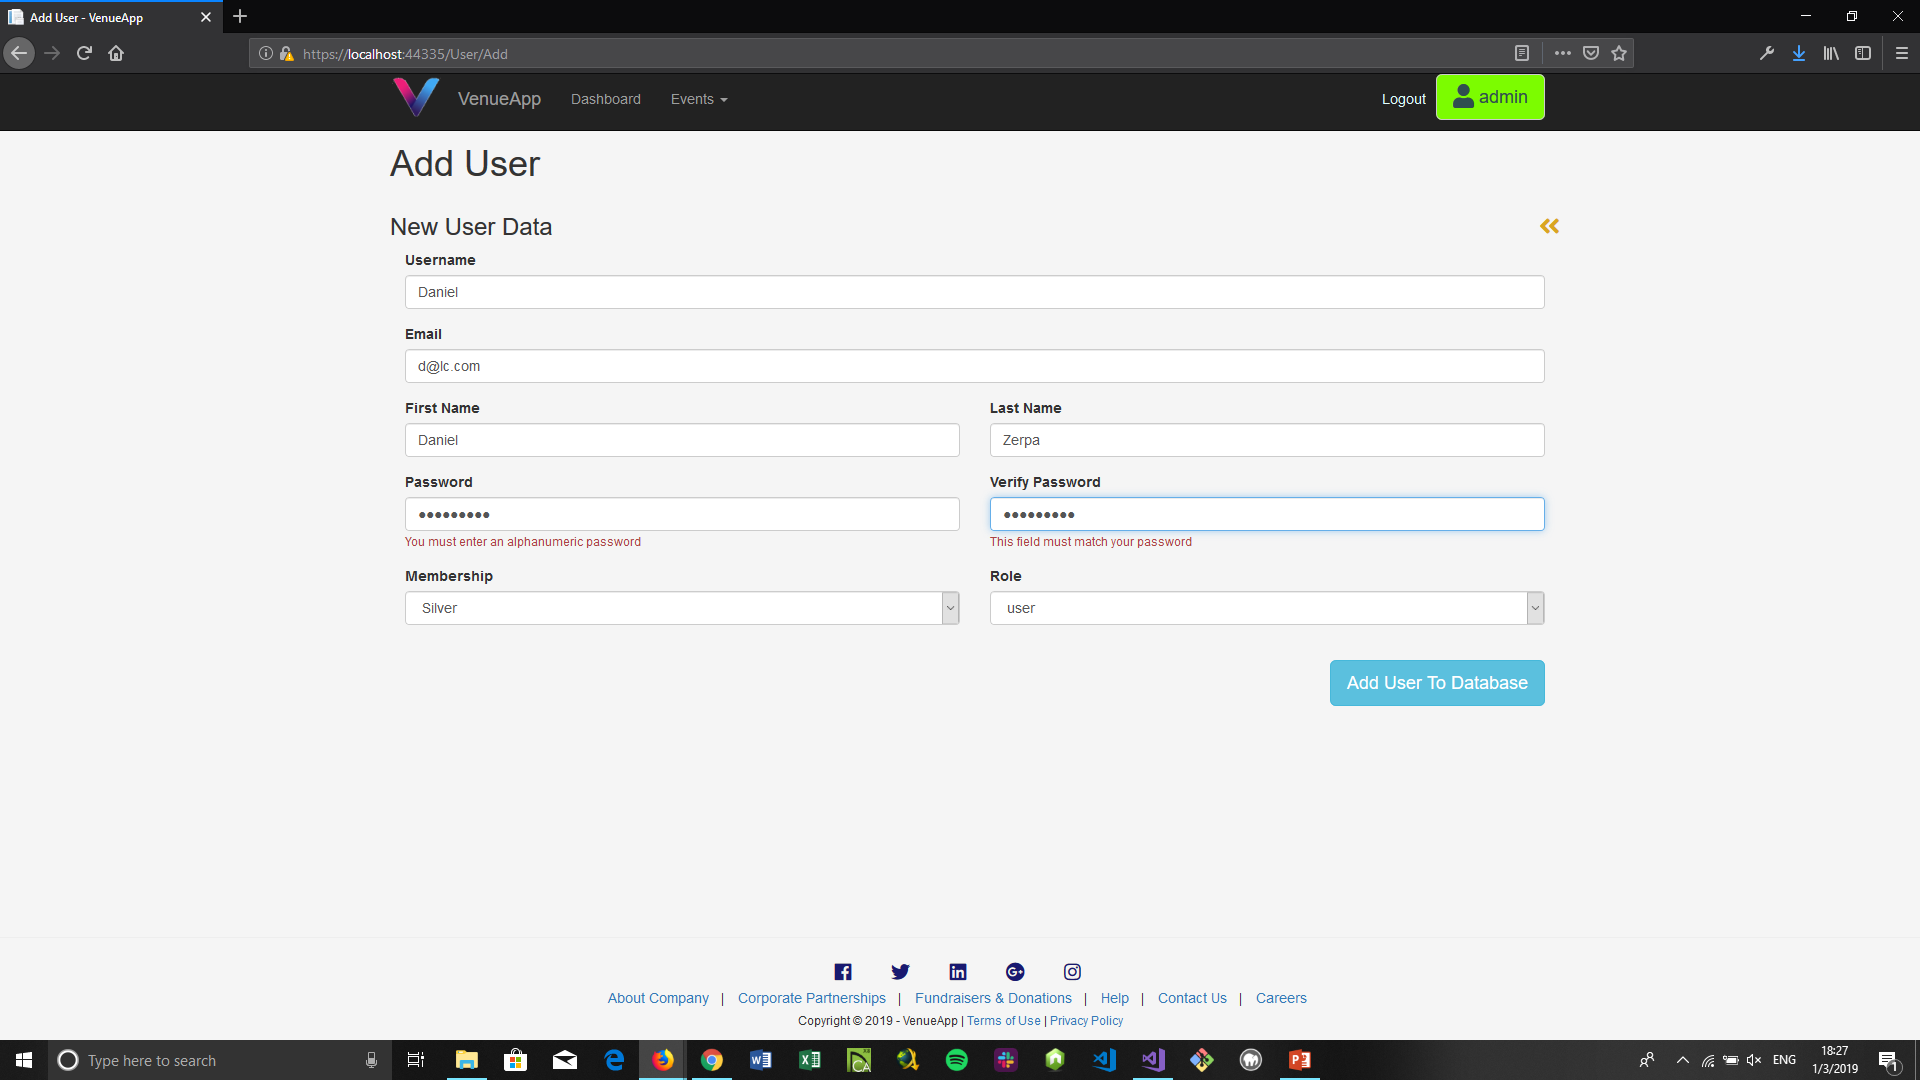 Add User - VenueApp
https://localhost:44335/User/Add
VenueApp Dashboard Events Logout admin
Add User
New User Data
Username
Daniel
Email
d@lc.com
First Name Last Name
Daniel Zerpa
Password Verify Password
●●●●●●●●● ●●●●●●●●●
You must enter an alphanumeric password This field must match your password
Membership Role
Silver user
Add User To Database
About Company | Corporate Partnerships | Fundraisers & Donations | Help | Contact Us | Careers
Copyright © 2019 - VenueApp | Terms of Use | Privacy Policy
Type here to search ENG 18:27
1/3/2019